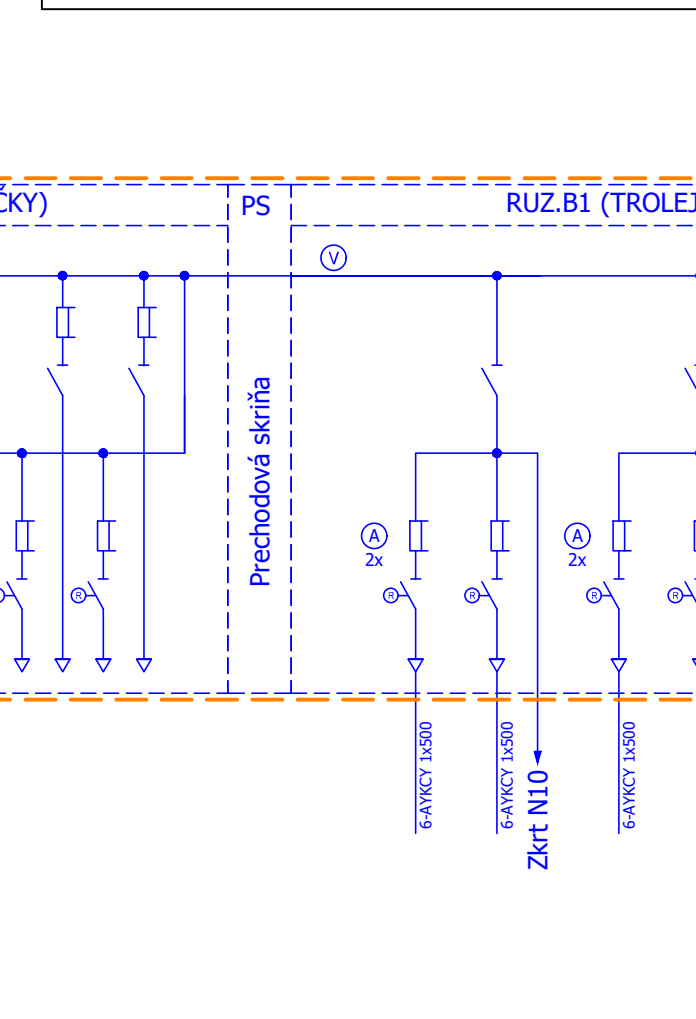 ČKY)
PS
RUZ.B1 (TROLEJ
V
Prechodová skriňa
A
2x
A
2x
R
R
R
R
R
R
6-AYKCY 1x500
6-AYKCY 1x500
Zkrt N10
6-AYKCY 1x500